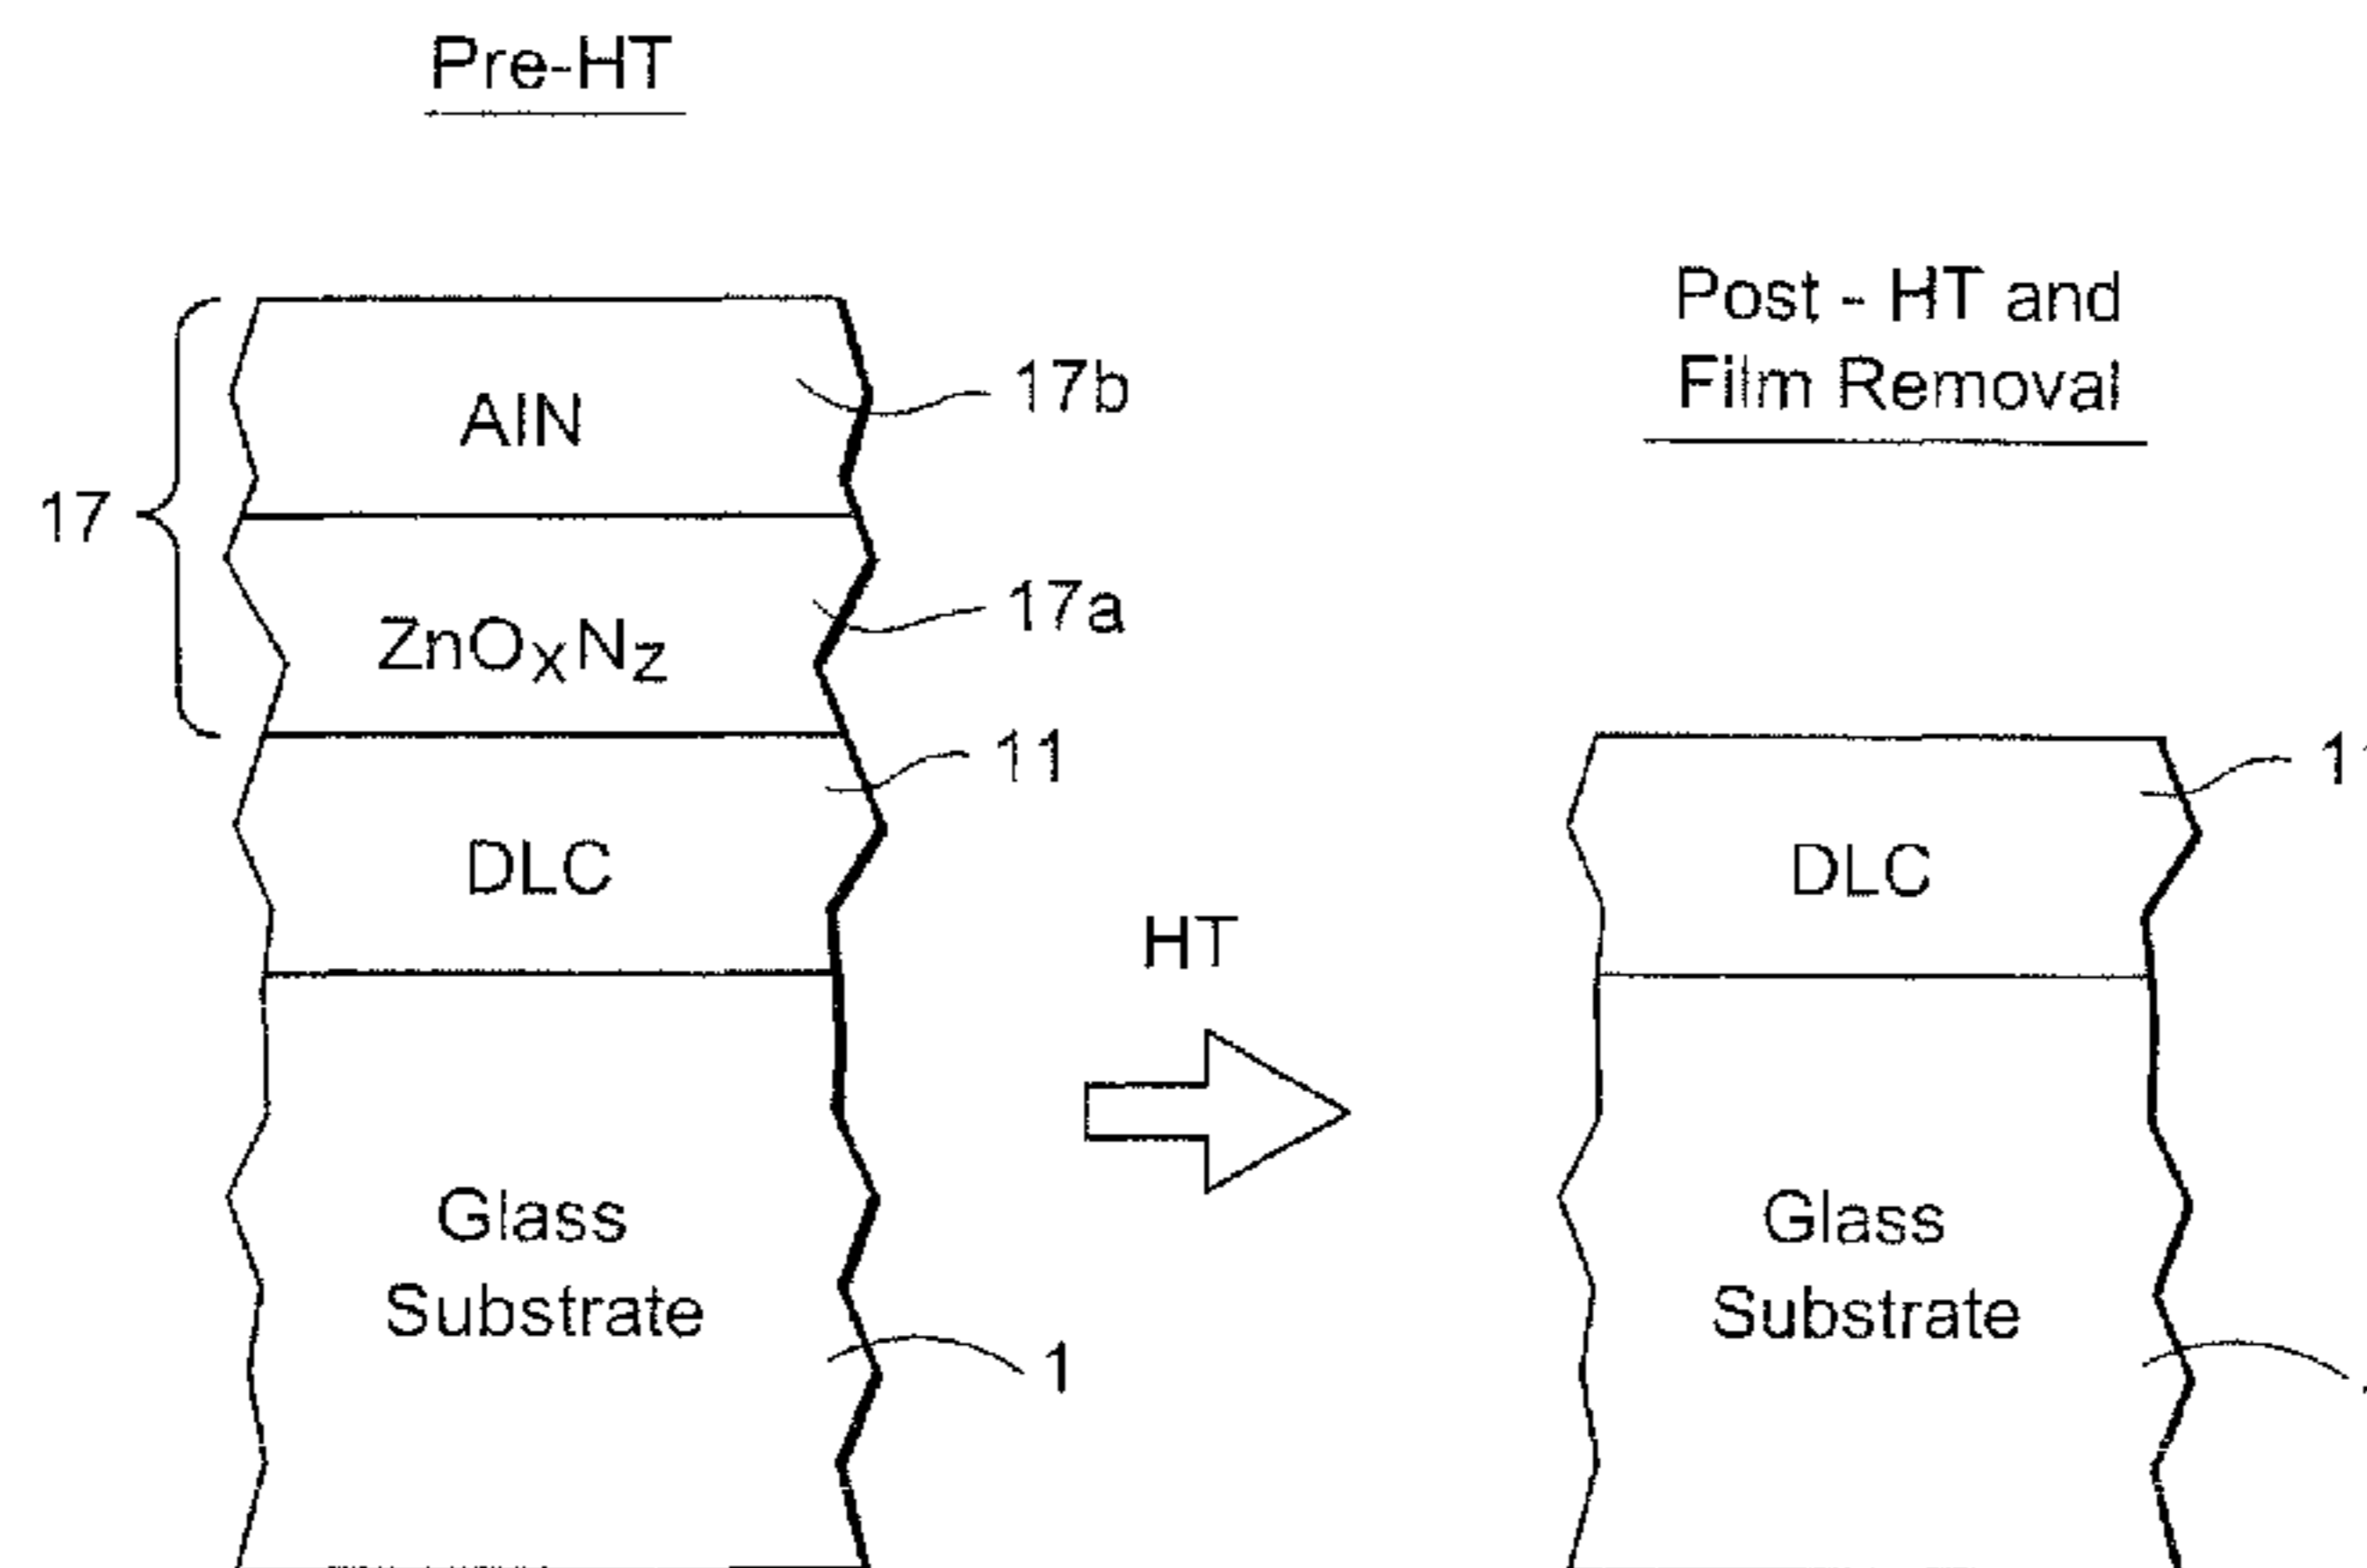 Pre-HT
Post - HT and
Film Removal
17
AlN
17b
ZnOxNz
17a
11
DLC
HT
Glass
Substrate
1
DLC
Glass
Substrate